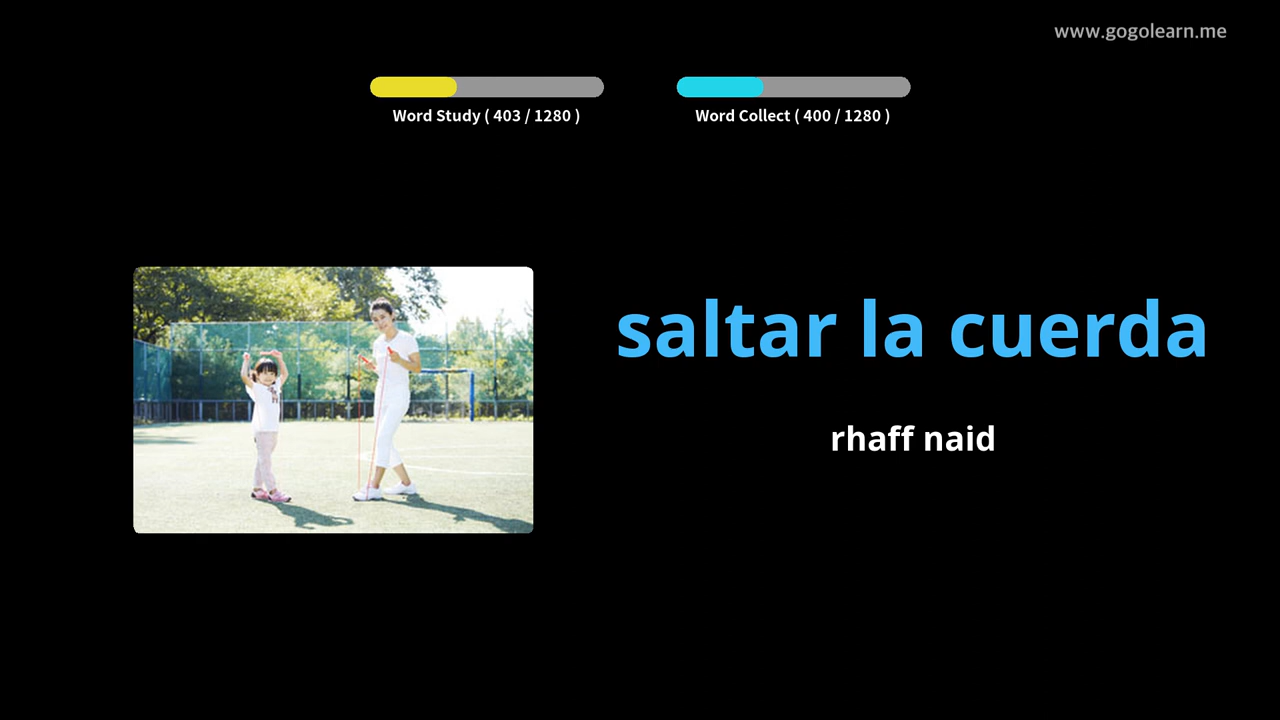 www.gogolearn.me
Word Study ( 403 / 1280 )
Word Collect ( 400 / 1280 )
saltar la cuerda
rhaff naid